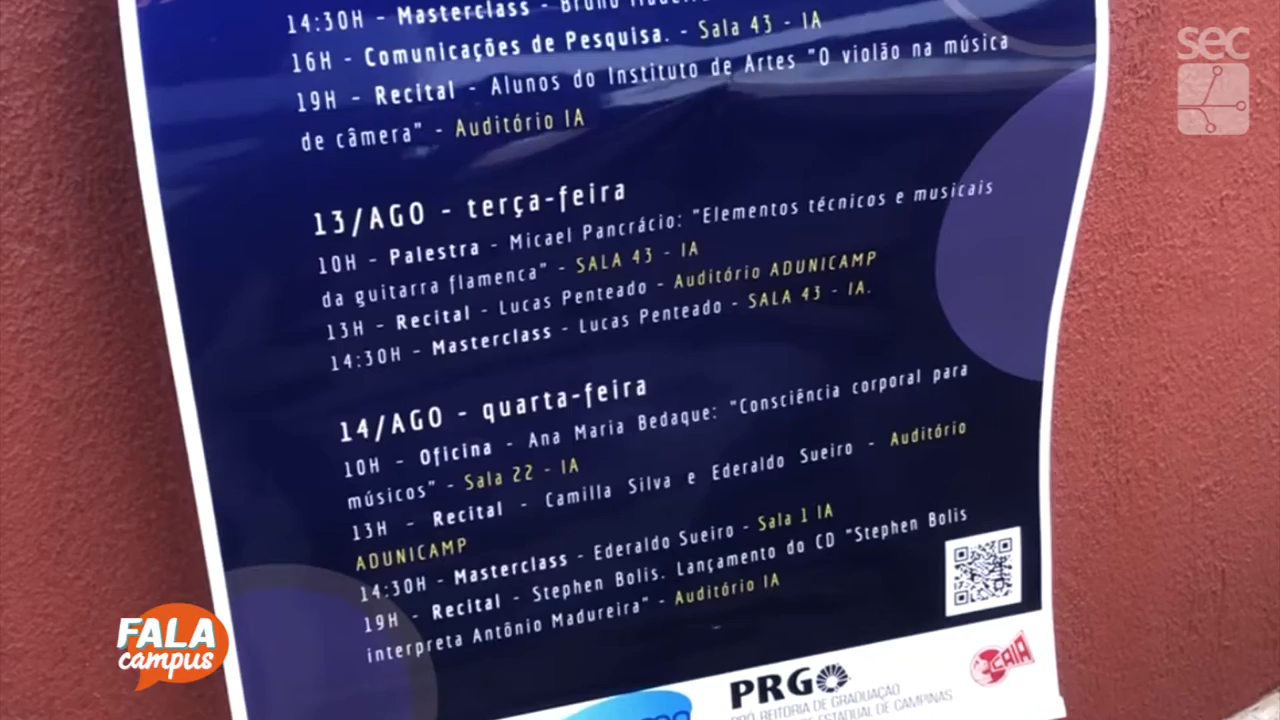 14:30H - Masterclass - Bruno
16H - Comunicações de Pesquisa. - Sala 43 - IA
19H - Recital - Alunos do Instituto de Artes "O violão na música
de câmera" - Auditório IA
13/AGO - terça-feira
10H - Palestra - Micael Pancrácio: "Elementos técnicos e musicais
da guitarra flamenca" - SALA 43 - IA
13H - Recital - Lucas Penteado - Auditório ADUNICAMP
14:30H - Masterclass - Lucas Penteado - SALA 43 - IA.
14/AGO - quarta-feira
10H - Oficina - Ana Maria Bedaque: "Consciência corporal para
músicos" - Sala 22 - IA
13H - Recital - Camilla Silva e Ederaldo Sueiro - Auditório
ADUNICAMP
14:30H - Masterclass - Ederaldo Sueiro - Sala 1 IA
19H - Recital - Stephen Bolis. Lançamento do CD "Stephen Bolis
interpreta Antônio Madureira" - Auditório IA
PRG
PRÓ REITORIA DE GRADUAÇÃO
ESTADUAL DE CAMPINAS
CAIA
sec
FALA
campus